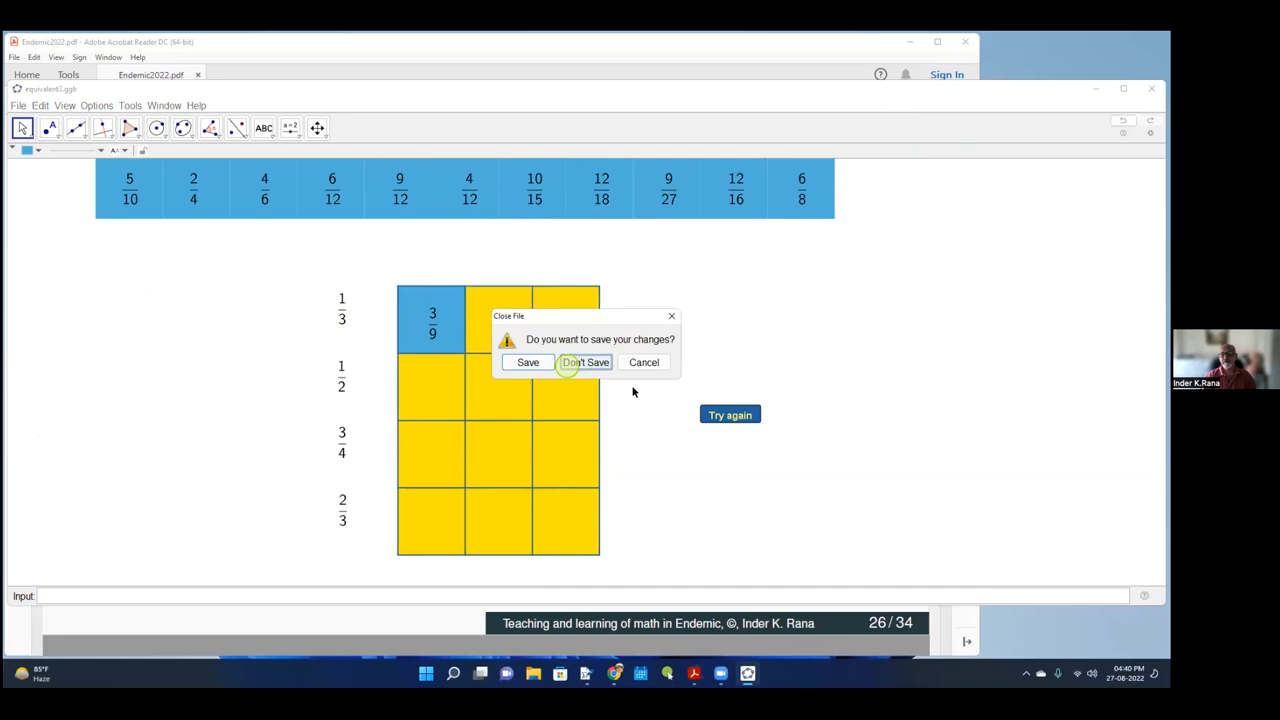 Endemic2022.pdf - Adobe Acrobat Reader DC (64-bit)
File Edit View Sign Window Help
Home Tools Endemic2022.pdf × Sign In
equivalent3.ggb
File Edit View Options Tools Window Help
ABC a=2
AA
5/10 2/4 4/6 6/12 9/12 4/12 10/15 12/18 9/27 12/16 6/8
1/3 3/9
Close File
Do you want to save your changes?
Save Don't Save Cancel
1/2
Try again
3/4
2/3
Inder K.Rana
Input:
Teaching and learning of math in Endemic, ©, Inder K. Rana 26/34
85°F
Haze
04:40 PM
27-08-2022